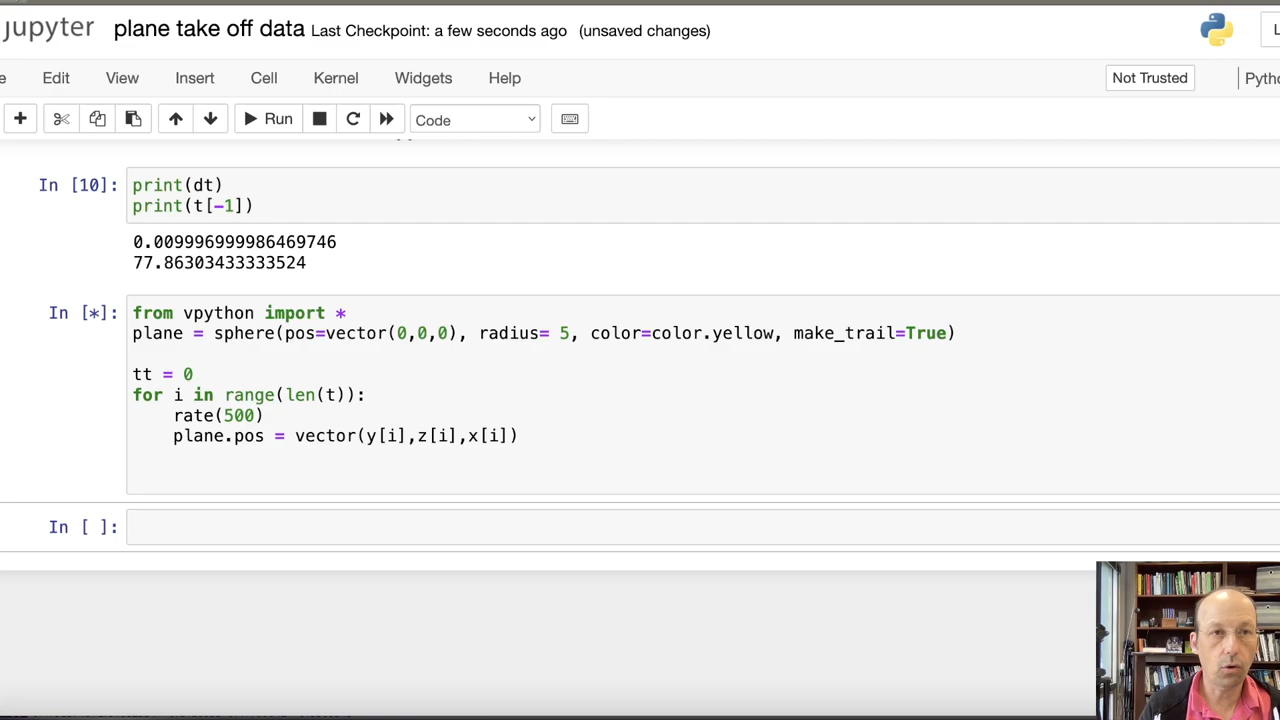 jupyter plane take off data Last Checkpoint: a few seconds ago (unsaved changes)
Edit View Insert Cell Kernel Widgets Help Not Trusted
Run Code
In [10]: print(dt)
print(t[-1])
0.009996999986469746
77.86303433333524
In [*]: from vpython import *
plane = sphere(pos=vector(0,0,0), radius= 5, color=color.yellow, make_trail=True)
tt = 0
for i in range(len(t)):
rate(500)
plane.pos = vector(y[i],z[i],x[i])
In [ ]: